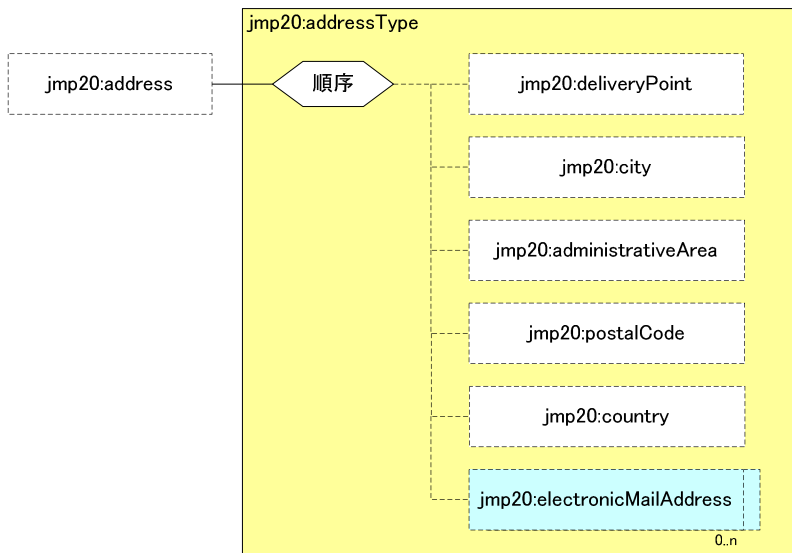 jmp20:addressType
jmp20:address
順序
jmp20:deliveryPoint
jmp20:city
jmp20:administrativeArea
jmp20:postalCode
jmp20:country
jmp20:electronicMailAddress
0..n